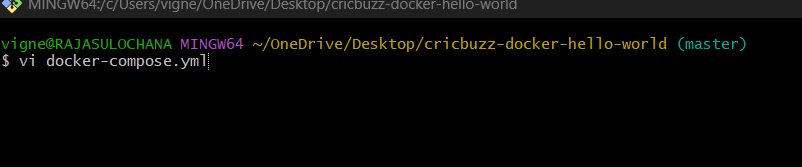 MINGW64:/c/Users/vigne/OneDrive/Desktop/cricbuzz-docker-hello-world
vigne@RAJASULOCHANA MINGW64 ~/OneDrive/Desktop/cricbuzz-docker-hello-world (master)
$ vi docker-compose.yml